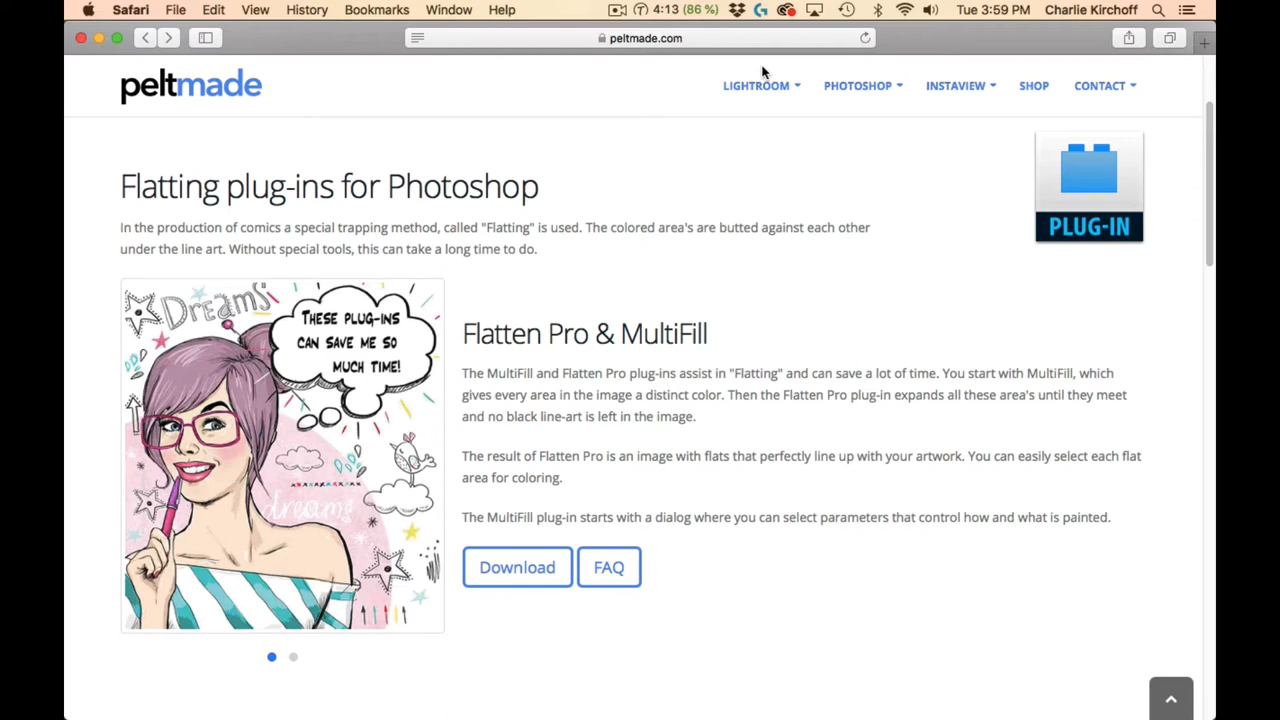 Safari File Edit View History Bookmarks Window Help 4:13 (86 %) Tue 3:59 PM Charlie Kirchoff
peltmade.com
peltmade LIGHTROOM PHOTOSHOP INSTAVIEW SHOP CONTACT
Flatting plug-ins for Photoshop
In the production of comics a special trapping method, called "Flatting" is used. The colored area's are butted against each other
under the line art. Without special tools, this can take a long time to do.
PLUG-IN
DREAMS
THESE PLUG-INS
CAN SAVE ME SO
MUCH TIME!
dreams
Flatten Pro & MultiFill
The MultiFill and Flatten Pro plug-ins assist in "Flatting" and can save a lot of time. You start with MultiFill, which
gives every area in the image a distinct color. Then the Flatten Pro plug-in expands all these area's until they meet
and no black line-art is left in the image.
The result of Flatten Pro is an image with flats that perfectly line up with your artwork. You can easily select each flat
area for coloring.
The MultiFill plug-in starts with a dialog where you can select parameters that control how and what is painted.
Download FAQ